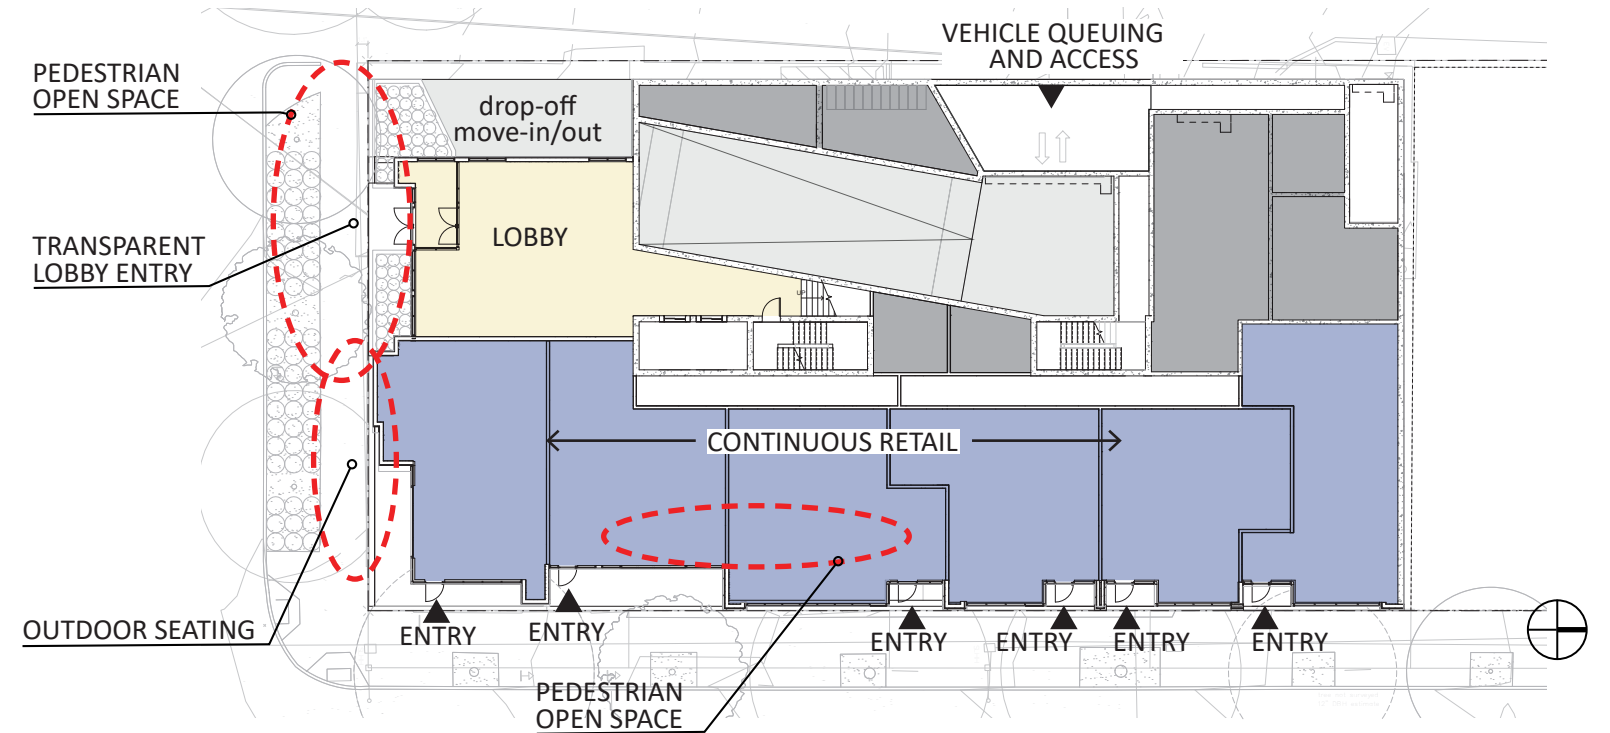 VEHICLE QUEUING
AND ACCESS
PEDESTRIAN
OPEN SPACE
drop-off
move-in/out
TRANSPARENT
LOBBY ENTRY
LOBBY
UP
CONTINUOUS RETAIL
OUTDOOR SEATING
ENTRY
ENTRY
ENTRY
ENTRY
ENTRY
ENTRY
PEDESTRIAN
OPEN SPACE